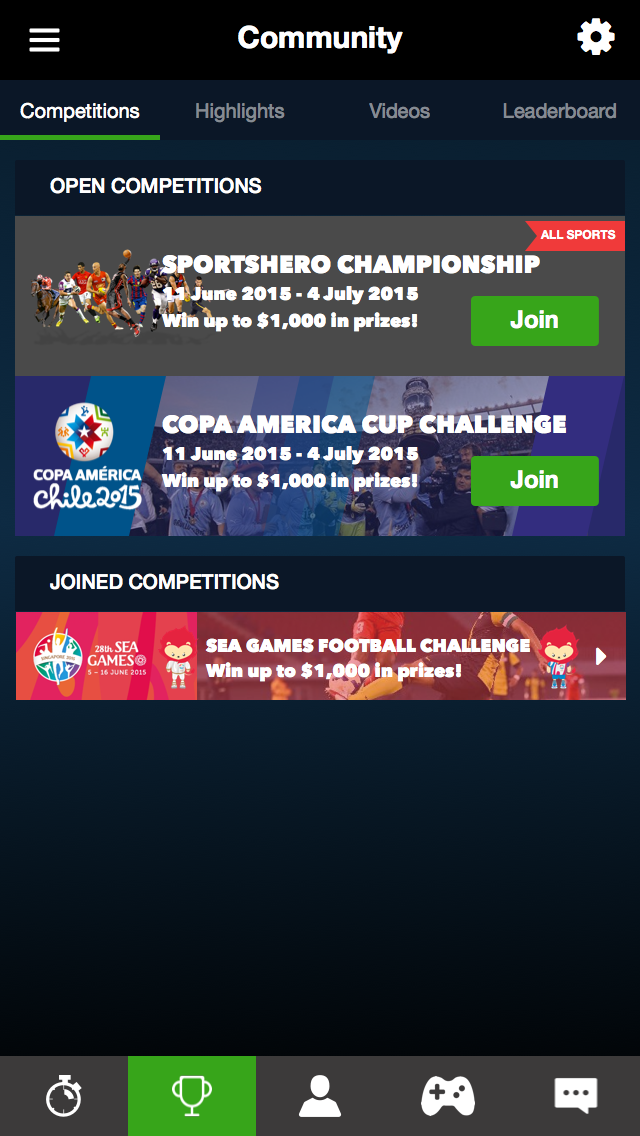 Community
Competitions
Highlights
Videos
Leaderboard
OPEN COMPETITIONS
ALL SPORTS
SPORTSHERO CHAMPIONSHIP
11 June 2015 - 4 July 2015
Win up to $1,000 in prizes!
Join
COPA AMERICA CUP CHALLENGE
11 June 2015 - 4 July 2015
Win up to $1,000 in prizes!
Join
COPA AMÉRICA
Chile2015
JOINED COMPETITIONS
SINGAPORE 2015
28th SEA
GAMES
5 – 16 JUNE 2015
SEA GAMES FOOTBALL CHALLENGE
Win up to $1,000 in prizes!